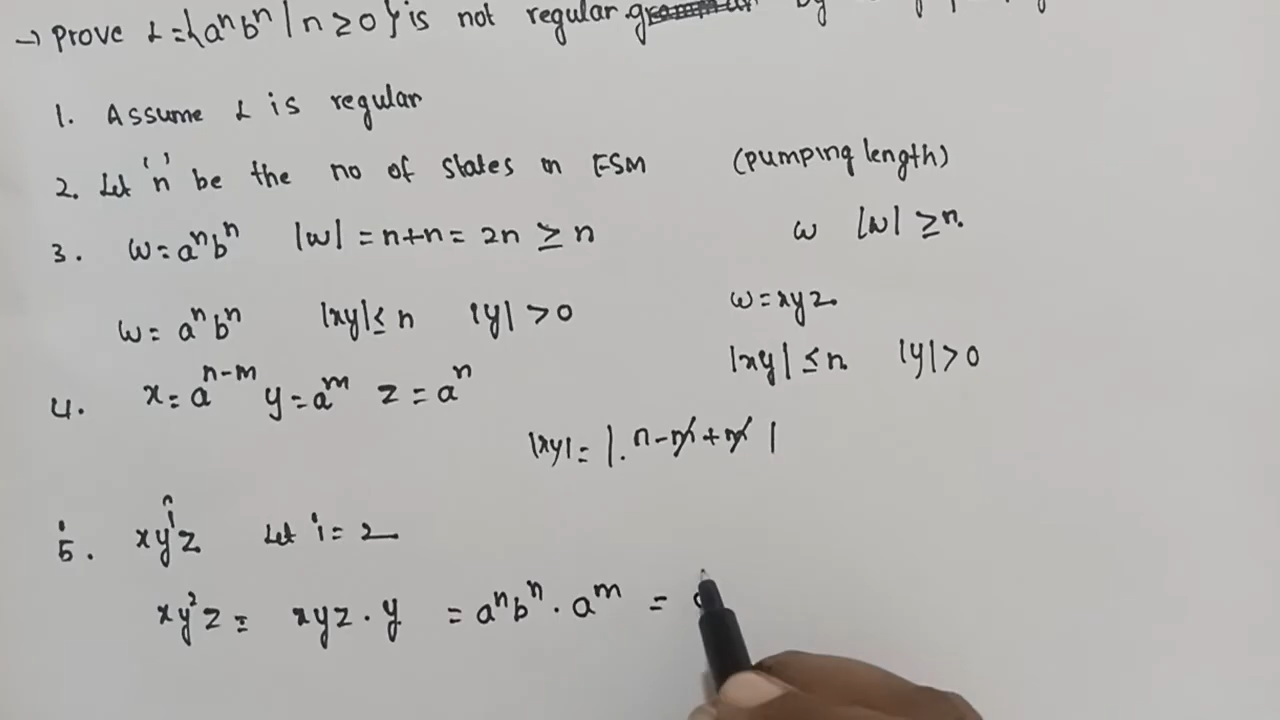 → Prove L = {aⁿbⁿ | n ≥ 0} is not regular. by
1. Assume L is regular
2. Let 'n' be the no of states in FSM (pumping length)
3. w = aⁿbⁿ |w| = n+n = 2n ≥ n w |w| ≥ n.
w = aⁿbⁿ |xy| ≤ n |y| > 0 w = xyz.
|xy| ≤ n. |y| > 0
4. x = aⁿ⁻ᵐ y = aᵐ z = aⁿ
|xy| = |. n-m+m |
5. xyⁱz Let i = 2
xy²z = xyz . y = aⁿbⁿ . aᵐ =